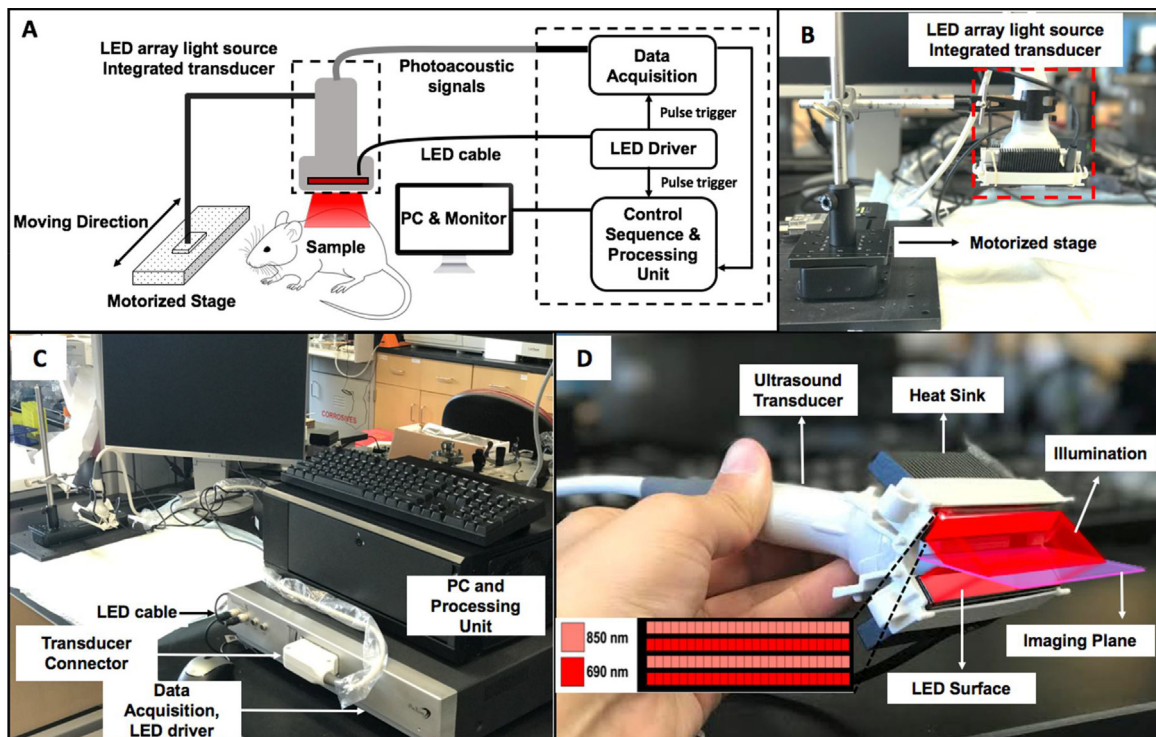 A
LED array light source
Integrated transducer
Photoacoustic
signals
Data
Acquisition
Pulse trigger
LED cable
LED Driver
Pulse trigger
Moving Direction
PC & Monitor
Control
Sequence &
Processing
Unit
Sample
Motorized Stage
B
LED array light source
Integrated transducer
Motorized stage
C
LED cable
PC and
Processing
Unit
Transducer
Connector
Data
Acquisition,
LED driver
D
Ultrasound
Transducer
Heat Sink
Illumination
850 nm
690 nm
Imaging Plane
LED Surface